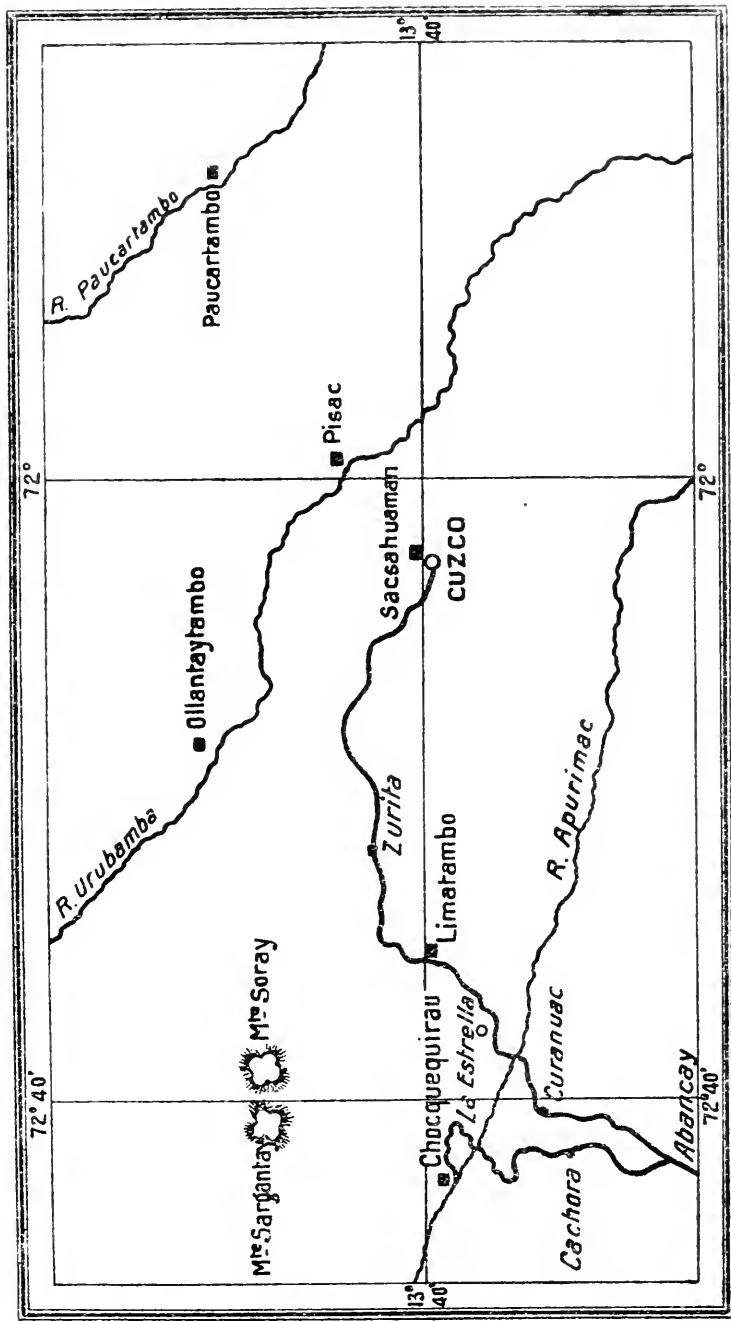 72°40'
72°
R. Urubamba
Ollantaytambo
R. Paucartambo
Paucartambo
Mte Sargantay
Mte Soray
Pisac
Zurita
Sacsahuaman
13°
40'
13°
40'
CUZCO
Limatambo
Chocquequirau
La Estrella
R. Apurimac
Curanuac
Cachora
Abancay
72°40'
72°